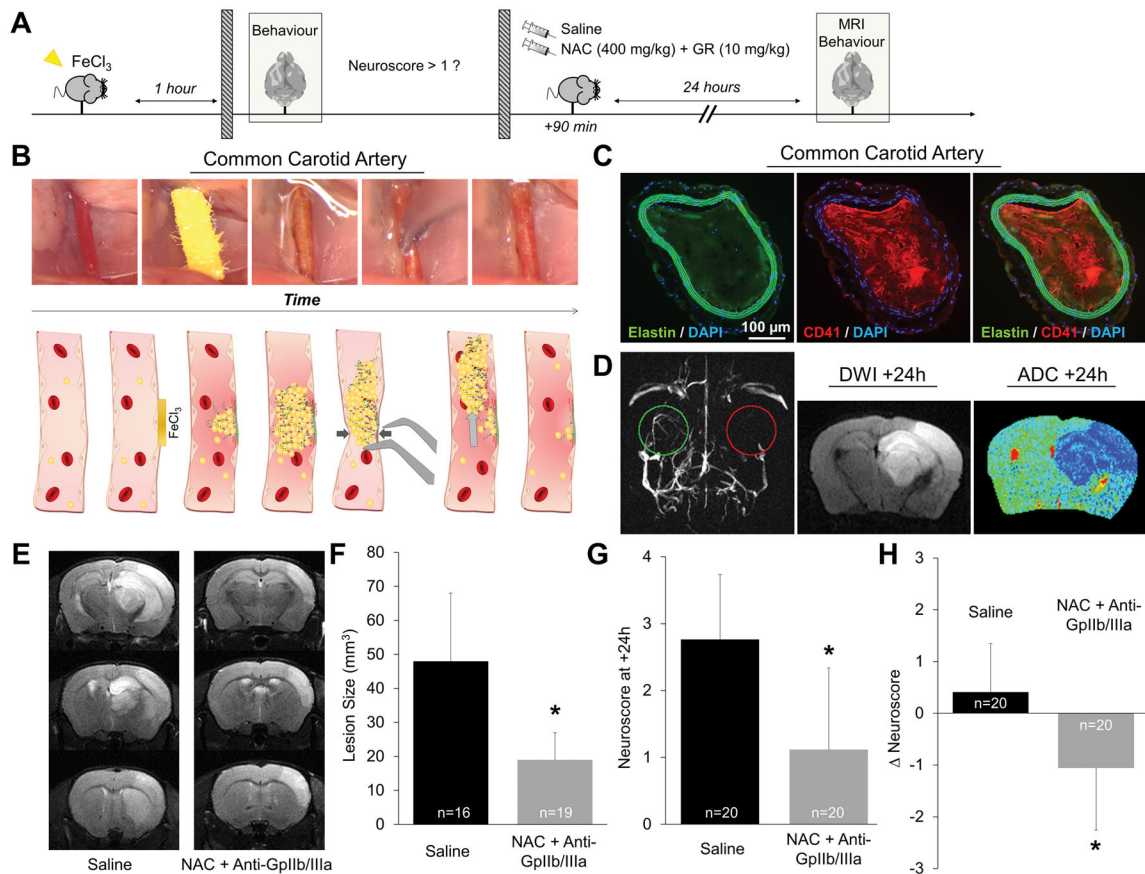 A
FeCl3
1 hour
Behaviour
Neuroscore > 1 ?
Saline
NAC (400 mg/kg) + GR (10 mg/kg)
+90 min
24 hours
MRI
Behaviour
B
Common Carotid Artery
Time
FeCl3
C
Common Carotid Artery
Elastin / DAPI
100 µm
CD41 / DAPI
Elastin / CD41 / DAPI
D
DWI +24h
ADC +24h
E
Saline
NAC + Anti-GpIIb/IIIa
F
Lesion Size (mm³)
80
70
60
50
40
30
20
10
0
*
n=16
n=19
Saline
NAC + Anti-
GpIIb/IIIa
G
Neuroscore at +24h
4
3
2
1
0
*
n=20
n=20
Saline
NAC + Anti-
GpIIb/IIIa
H
Δ Neuroscore
3
2
1
0
-1
-2
-3
Saline
NAC + Anti-
GpIIb/IIIa
n=20
n=20
*